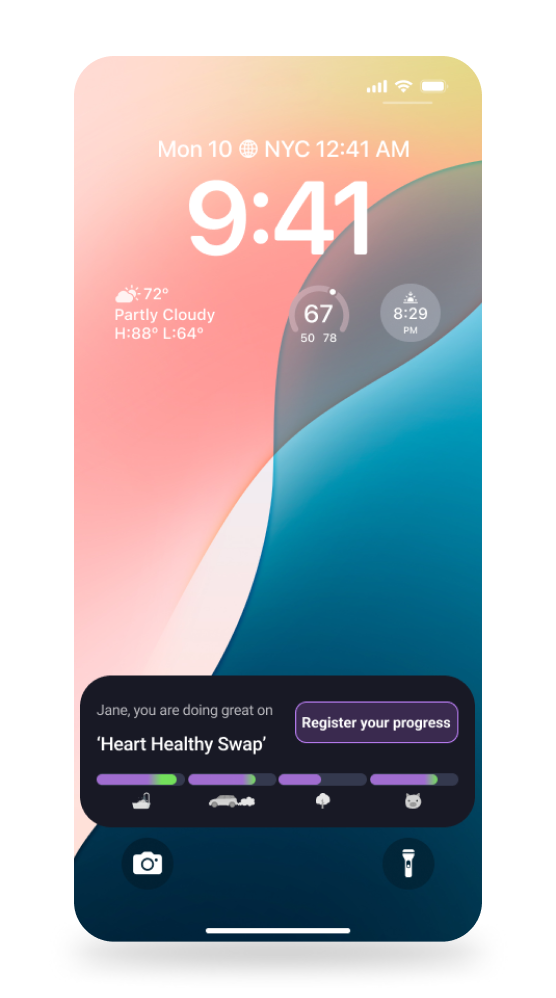 Mon 10 NYC 12:41 AM
9:41
72°
Partly Cloudy
H:88° L:64°
67
50 78
8:29
PM
Jane, you are doing great on
‘Heart Healthy Swap’
Register your progress